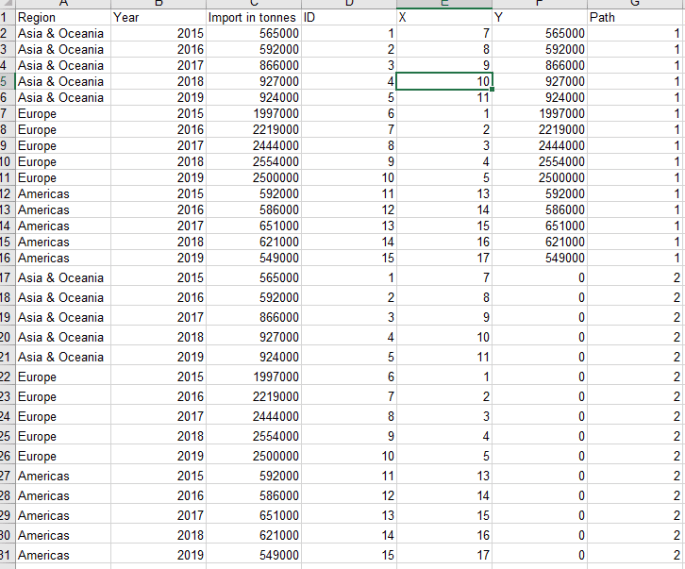 A B C D E F G
1 Region Year Import in tonnes ID X Y Path
2 Asia & Oceania 2015 565000 1 7 565000 1
3 Asia & Oceania 2016 592000 2 8 592000 1
4 Asia & Oceania 2017 866000 3 9 866000 1
5 Asia & Oceania 2018 927000 4 10 927000 1
6 Asia & Oceania 2019 924000 5 11 924000 1
7 Europe 2015 1997000 6 1 1997000 1
8 Europe 2016 2219000 7 2 2219000 1
9 Europe 2017 2444000 8 3 2444000 1
10 Europe 2018 2554000 9 4 2554000 1
11 Europe 2019 2500000 10 5 2500000 1
12 Americas 2015 592000 11 13 592000 1
13 Americas 2016 586000 12 14 586000 1
14 Americas 2017 651000 13 15 651000 1
15 Americas 2018 621000 14 16 621000 1
16 Americas 2019 549000 15 17 549000 1
17 Asia & Oceania 2015 565000 1 7 0 2
18 Asia & Oceania 2016 592000 2 8 0 2
19 Asia & Oceania 2017 866000 3 9 0 2
20 Asia & Oceania 2018 927000 4 10 0 2
21 Asia & Oceania 2019 924000 5 11 0 2
22 Europe 2015 1997000 6 1 0 2
23 Europe 2016 2219000 7 2 0 2
24 Europe 2017 2444000 8 3 0 2
25 Europe 2018 2554000 9 4 0 2
26 Europe 2019 2500000 10 5 0 2
27 Americas 2015 592000 11 13 0 2
28 Americas 2016 586000 12 14 0 2
29 Americas 2017 651000 13 15 0 2
30 Americas 2018 621000 14 16 0 2
31 Americas 2019 549000 15 17 0 2